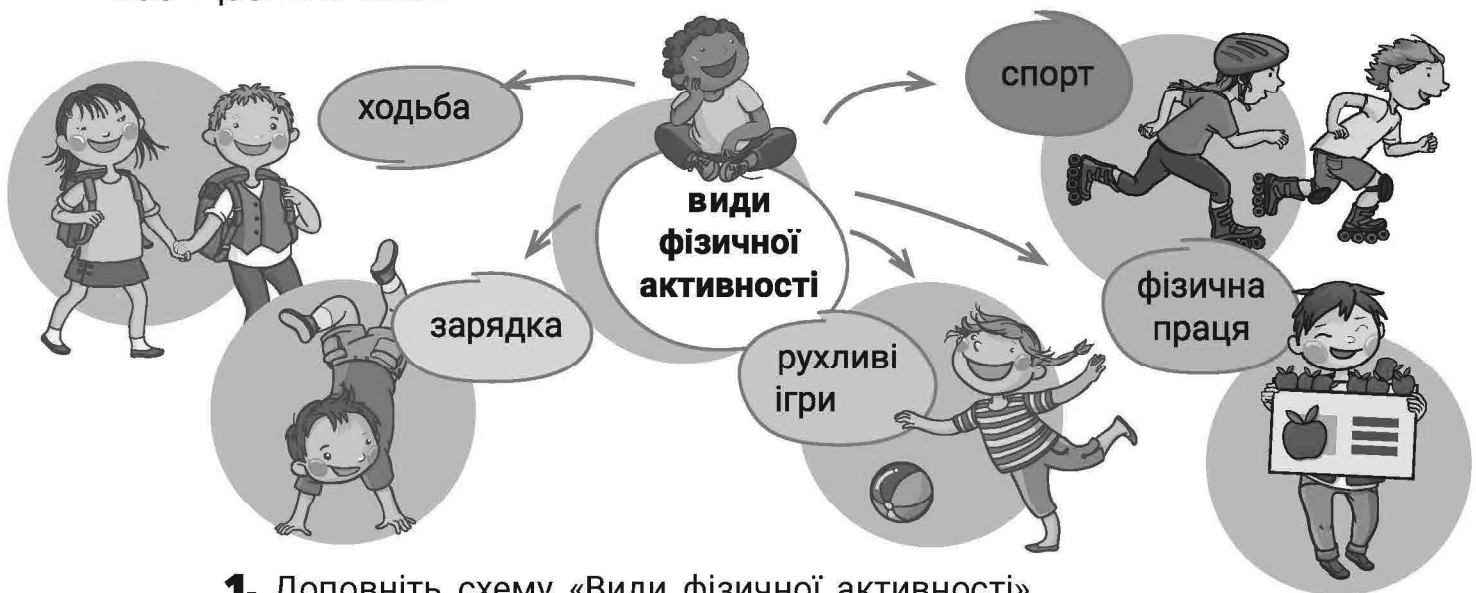 ходьба
спорт
види
фізичної
активності
зарядка
рухливі
ігри
фізична
праця
1. Доповніть схему «Види фізичної активності»